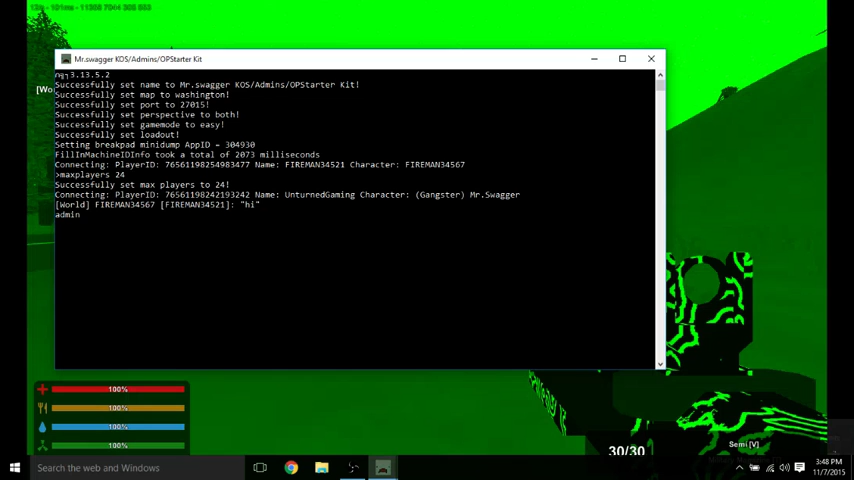 Mr.swagger KOS/Admins/OPStarter Kit
[Wo
Successfully set name to Mr.swagger KOS/Admins/OPStarter Kit!
Successfully set map to washington!
Successfully set port to 27015!
Successfully set perspective to both!
Successfully set gamemode to easy!
Successfully set loadout!
Setting breakpad minidump AppID = 304930
FillInMachineIDInfo took a total of 2073 milliseconds
Connecting: PlayerID: 76561198254983477 Name: FIREMAN34521 Character: FIREMAN34567
>maxplayers 24
Successfully set max players to 24!
Connecting: PlayerID: 76561198242193242 Name: UnturnedGaming Character: (Gangster) Mr.Swagger
[World] FIREMAN34567 [FIREMAN34521]: "hi"
admin
100%
100%
100%
100%
Semi[V]
30/30
Search the web and Windows
3:48 PM
11/7/2015